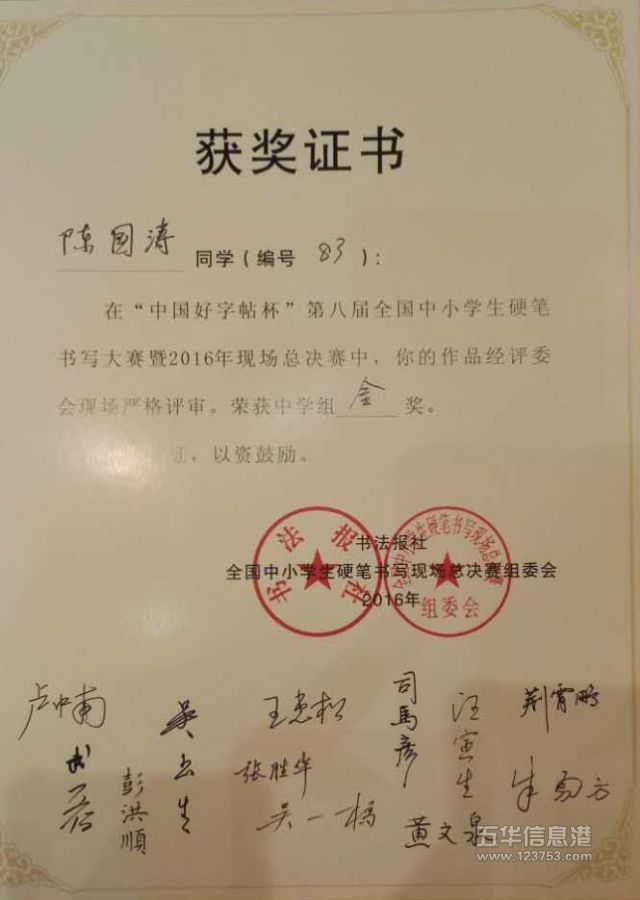 获奖证书
陈国涛 同学（编号 83）：
在“中国好字帖杯”第八届全国中小学生硬笔
书写大赛暨2016年现场总决赛中，你的作品经评委
会现场严格评审。荣获中学组 金 奖。
证，以资鼓励。
书法报社
书法报社
全国中小学生硬笔书写现场总决赛组委会
2016年
组委会
卢中南
吴玉生
王惠松
司马彦
汪寅生
荆霄鹏
彭洪顺
张胜华
吴一桥
黄文泉
五华信息港
www.123753.com